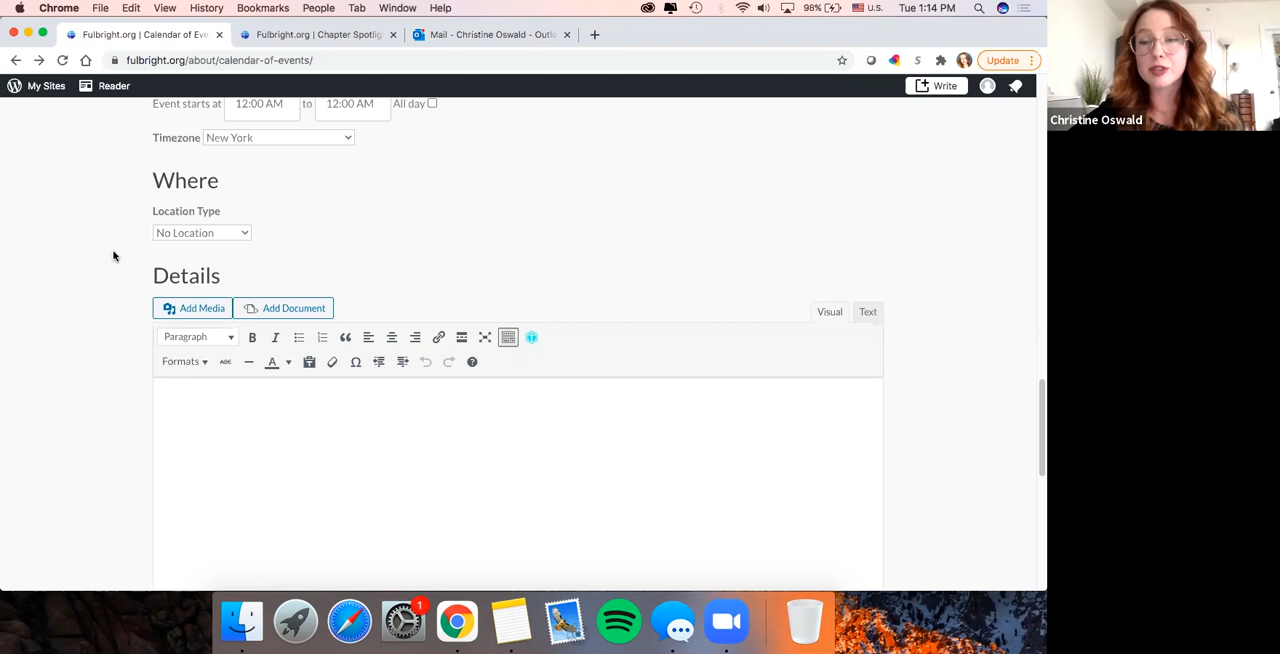 Chrome File Edit View History Bookmarks People Tab Window Help 98% U.S. Tue 1:14 PM
Fulbright.org | Calendar of Eve
Fulbright.org | Chapter Spotlig
Mail - Christine Oswald - Outlo
fulbright.org/about/calendar-of-events/
Update
My Sites Reader Write
Event starts at 12:00 AM to 12:00 AM All day
Timezone New York
Where
Location Type
No Location
Details
Add Media Add Document
Visual Text
Paragraph B I
Formats ABC A Ω
1
Christine Oswald